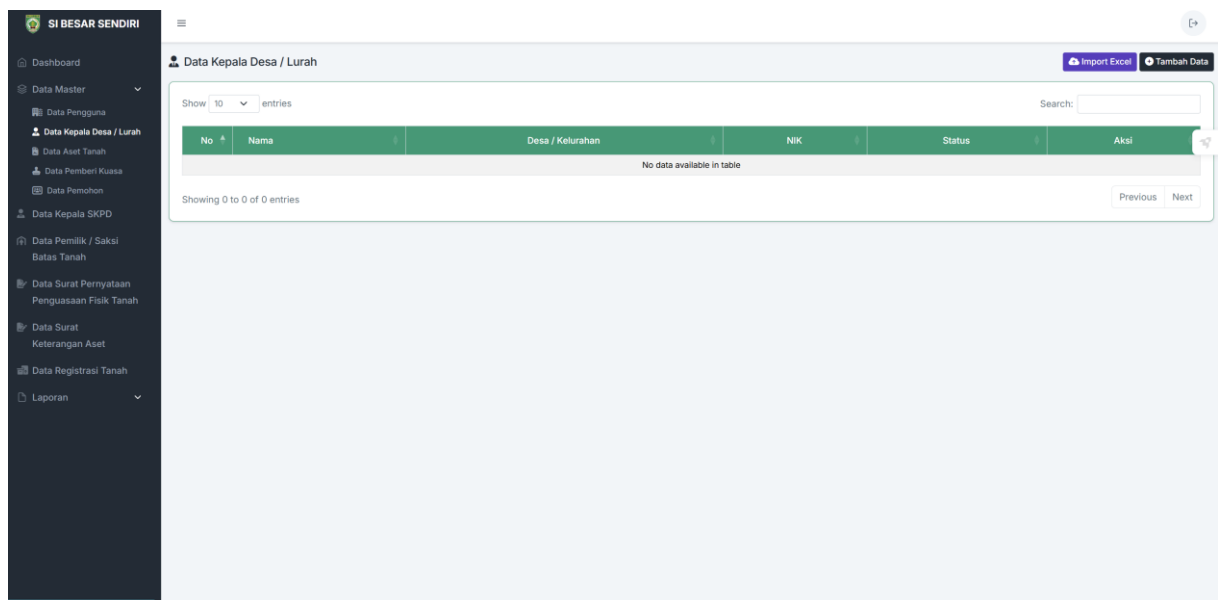 SI BESAR SENDIRI
Dashboard
Data Master
Data Pengguna
Data Kepala Desa / Lurah
Data Aset Tanah
Data Pemberi Kuasa
Data Pemohon
Data Kepala SKPD
Data Pemilik / Saksi
Batas Tanah
Data Surat Pernyataan
Penguasaan Fisik Tanah
Data Surat
Keterangan Aset
Data Registrasi Tanah
Laporan
Data Kepala Desa / Lurah
Import Excel Tambah Data
Show 10 entries Search:
No Nama Desa / Kelurahan NIK Status Aksi
No data available in table
Showing 0 to 0 of 0 entries Previous Next